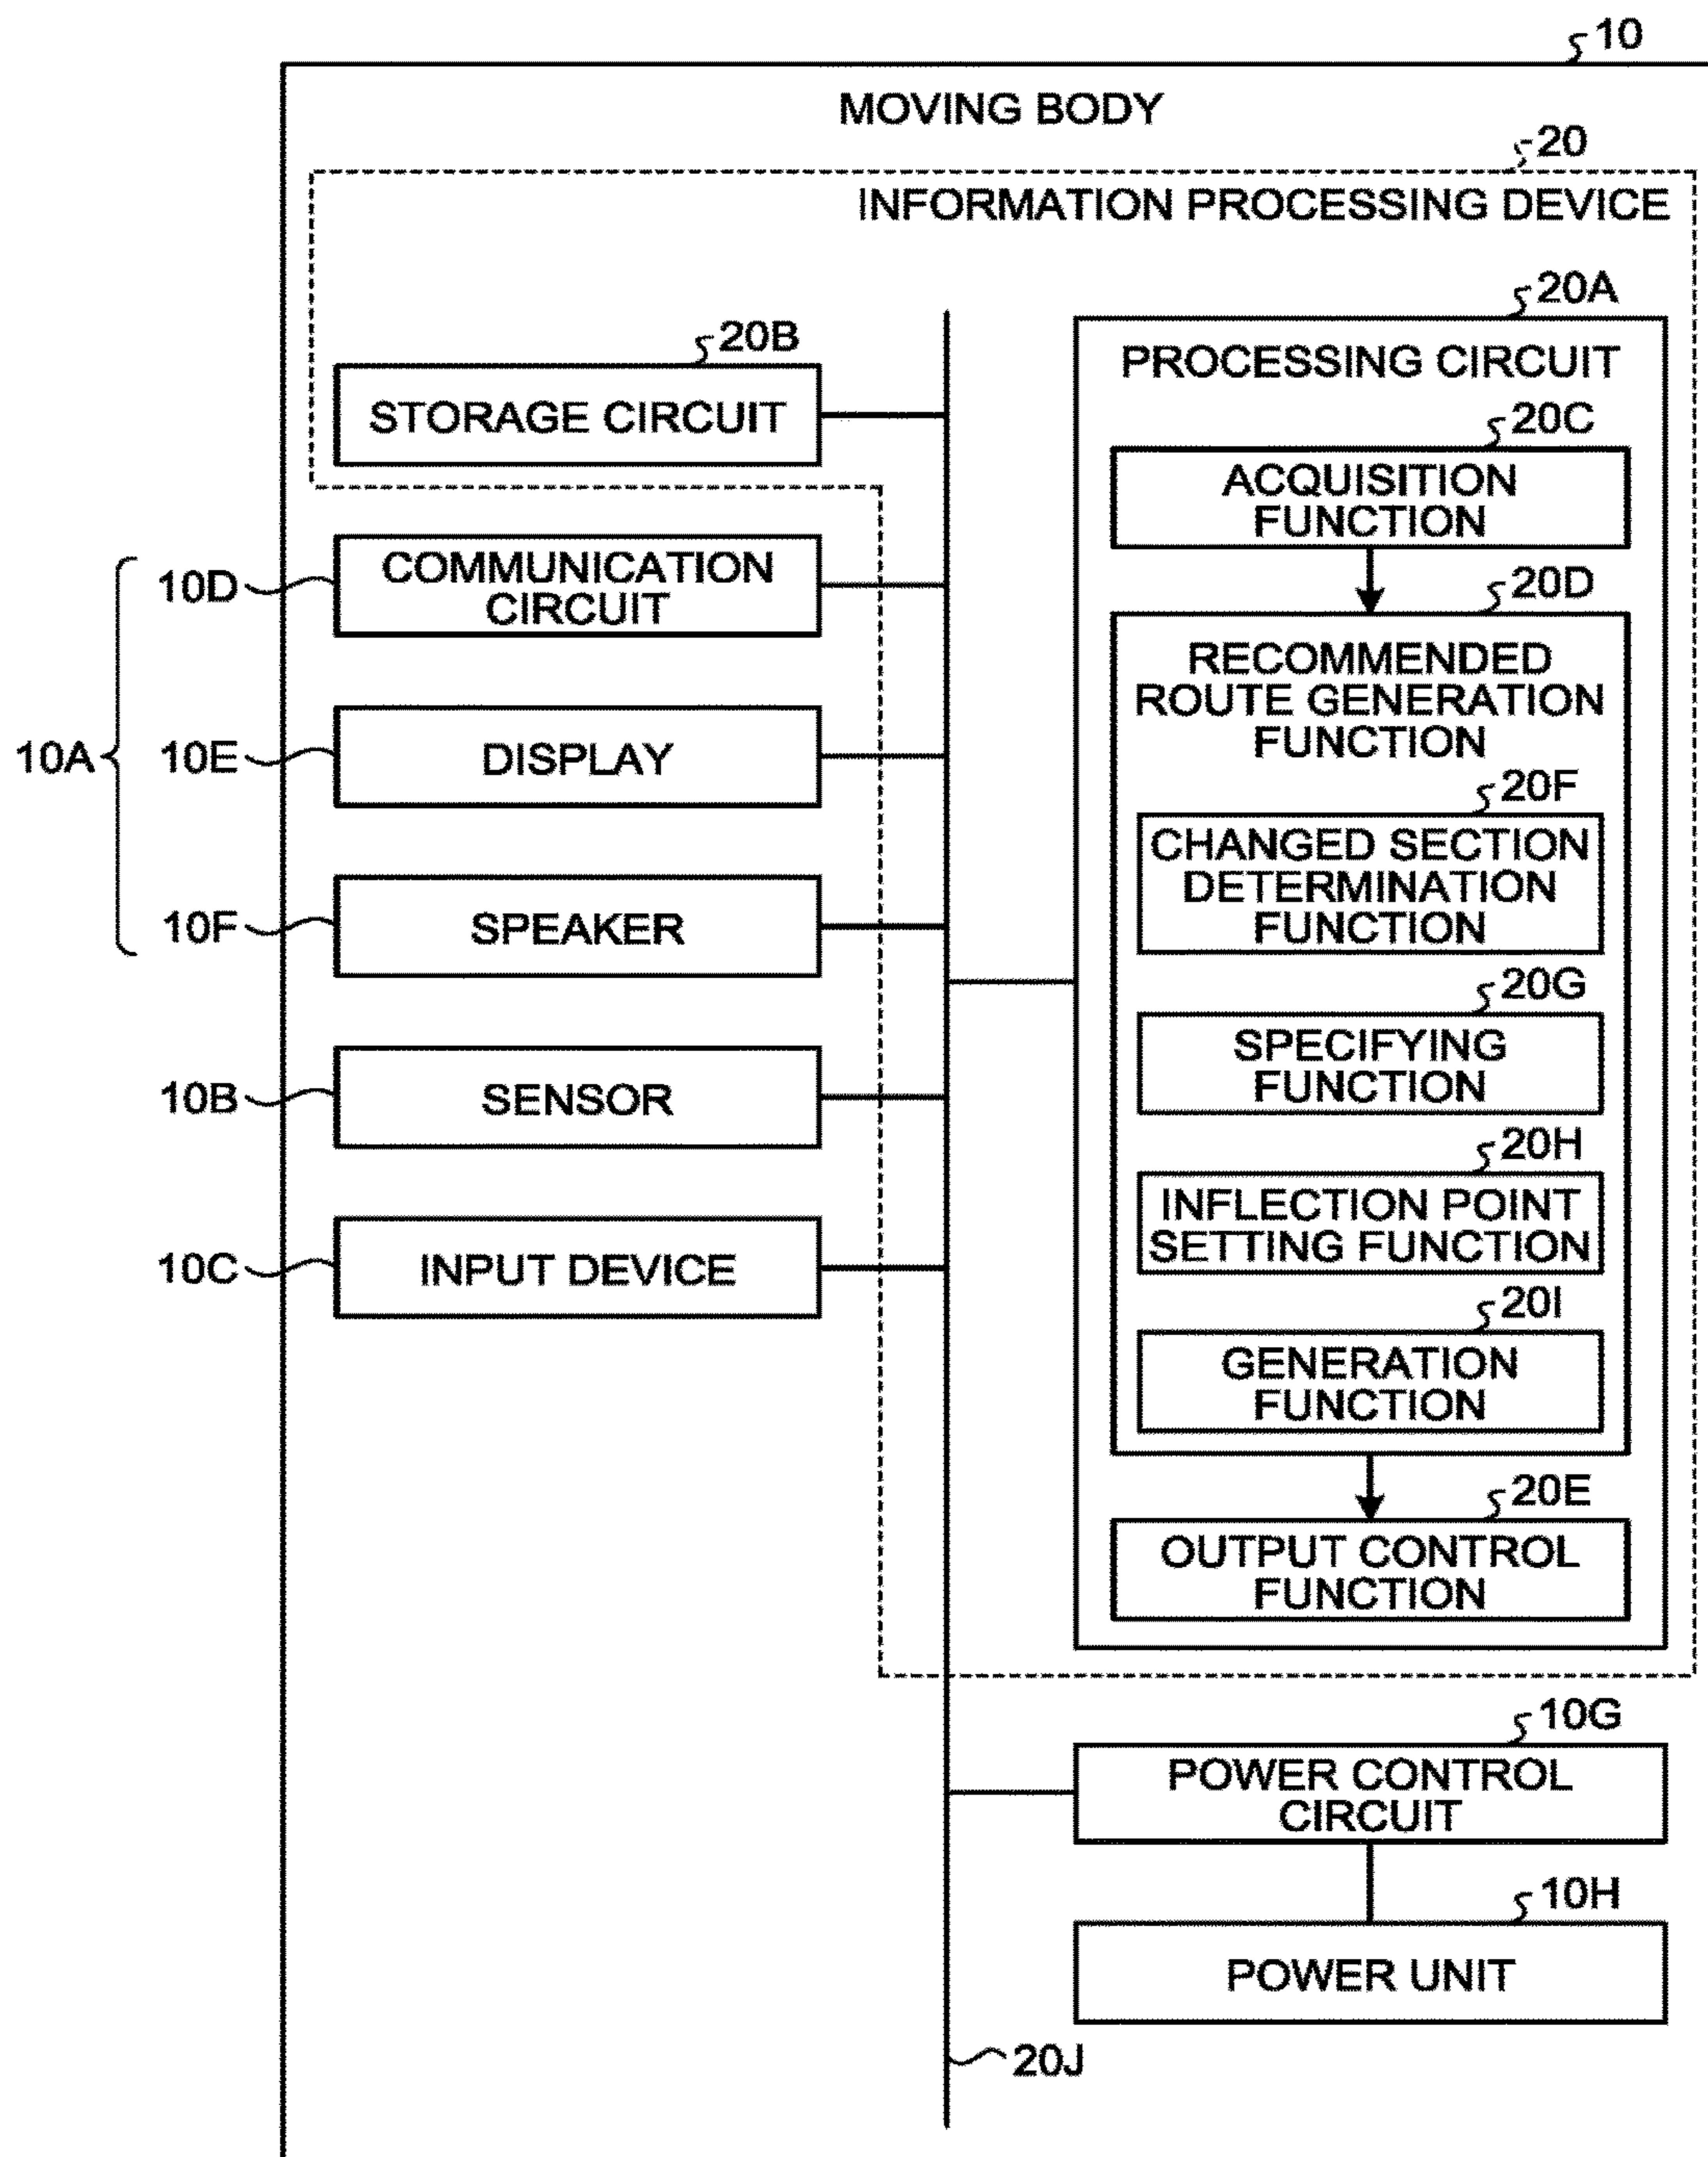 10
MOVING BODY
20
INFORMATION PROCESSING DEVICE
20A
20B
PROCESSING CIRCUIT
STORAGE CIRCUIT
20C
ACQUISITION
FUNCTION
10D
COMMUNICATION
CIRCUIT
20D
RECOMMENDED
ROUTE GENERATION
FUNCTION
10A
10E
DISPLAY
20F
CHANGED SECTION
DETERMINATION
FUNCTION
10F
SPEAKER
20G
SPECIFYING
FUNCTION
10B
SENSOR
20H
INFLECTION POINT
SETTING FUNCTION
10C
INPUT DEVICE
20I
GENERATION
FUNCTION
20E
OUTPUT CONTROL
FUNCTION
10G
POWER CONTROL
CIRCUIT
10H
POWER UNIT
20J